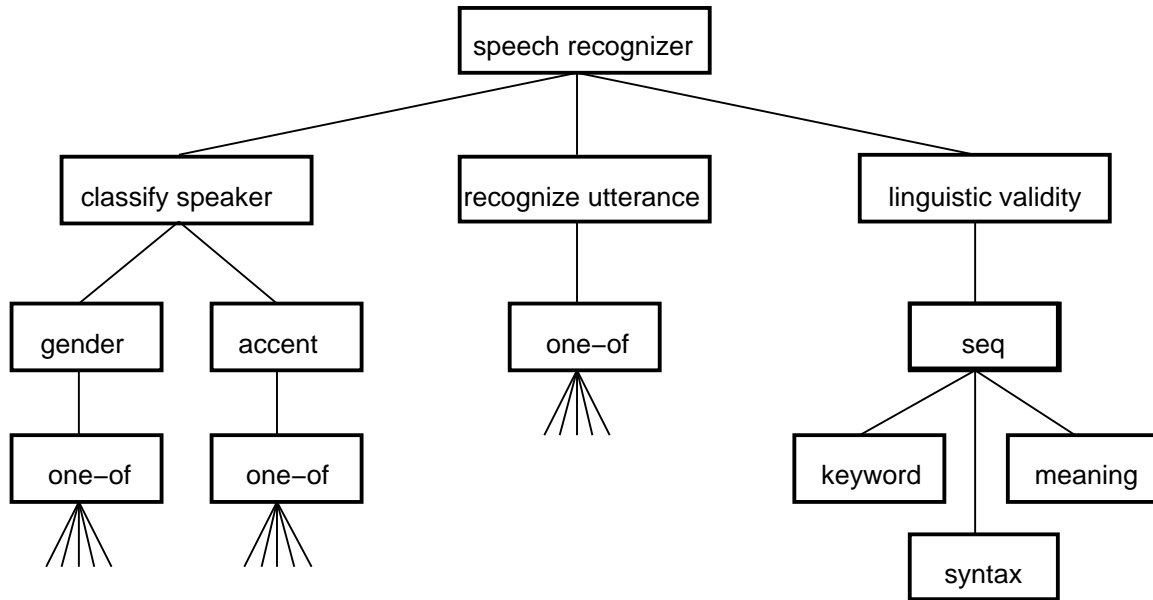 speech recognizer
classify speaker
recognize utterance
linguistic validity
gender
accent
one−of
seq
one−of
one−of
keyword
meaning
syntax